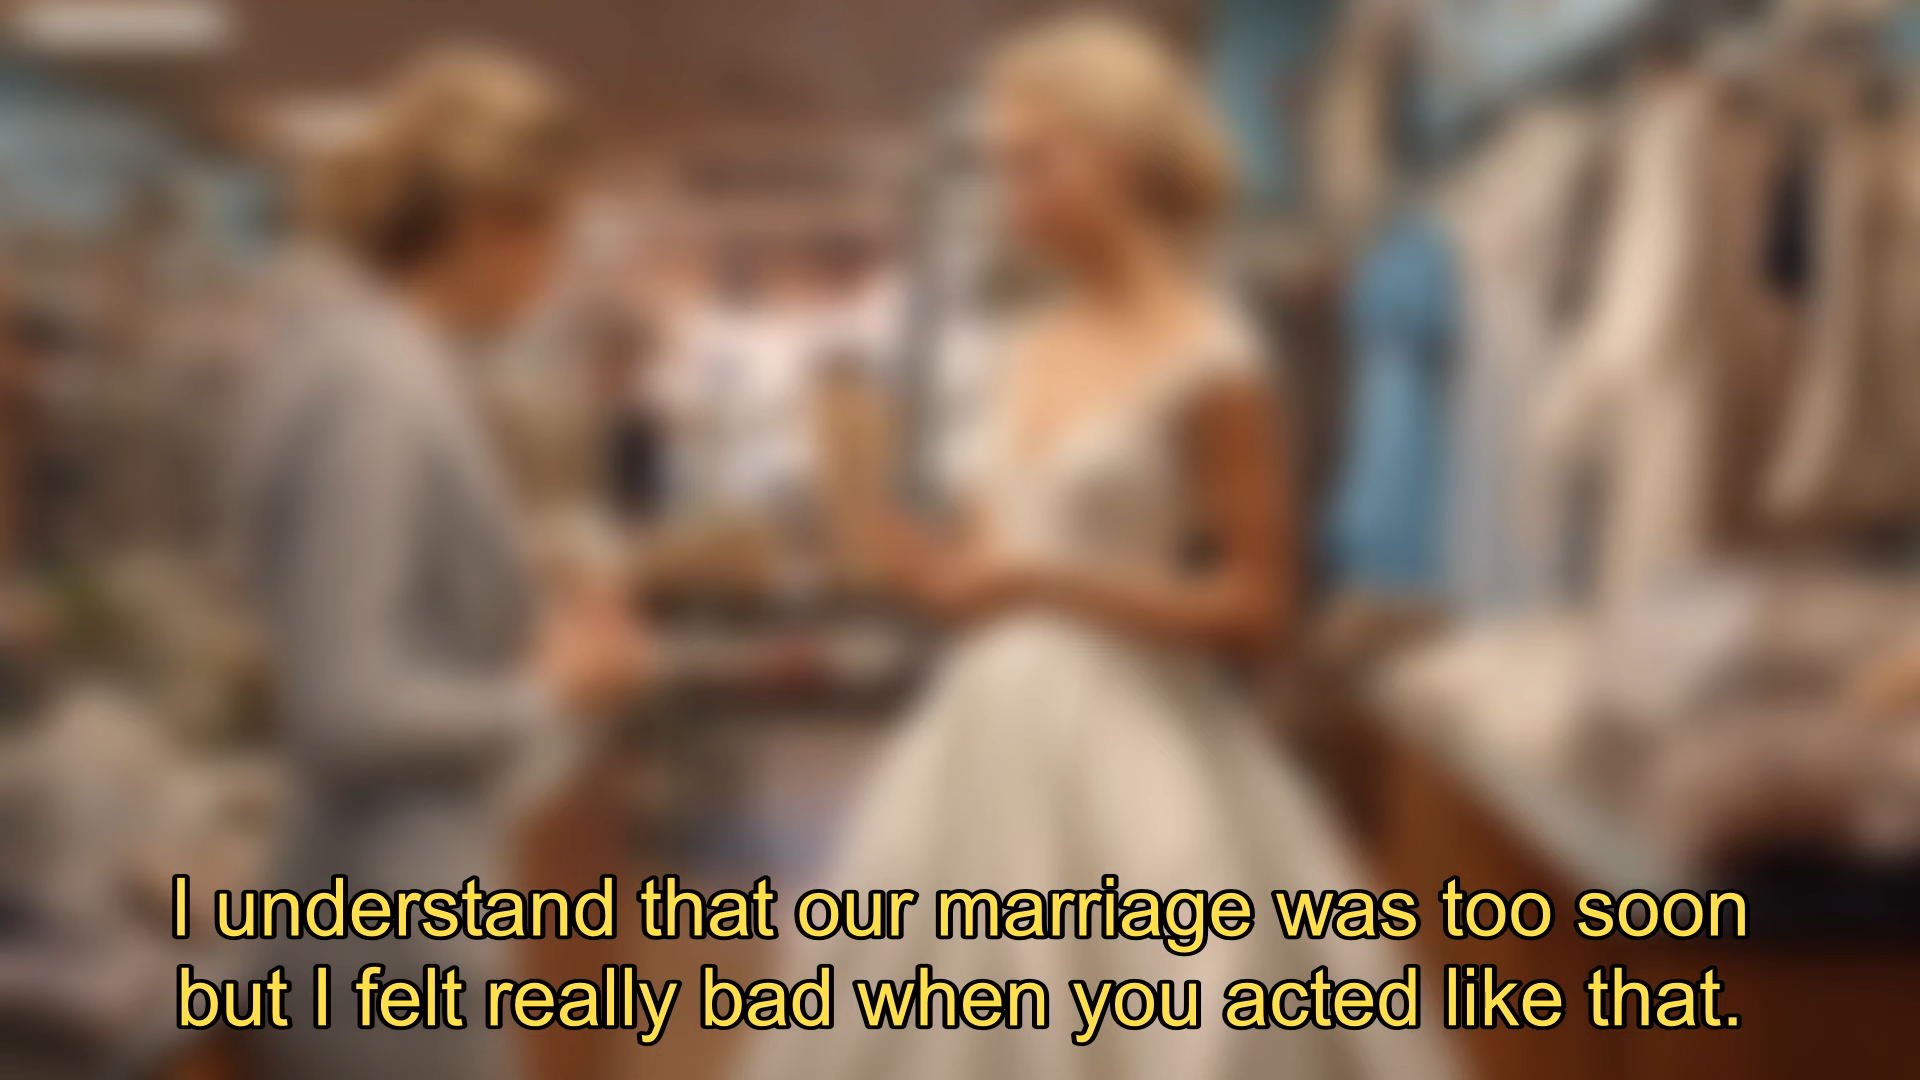 I understand that our marriage was too soon
but I felt really bad when you acted like that.